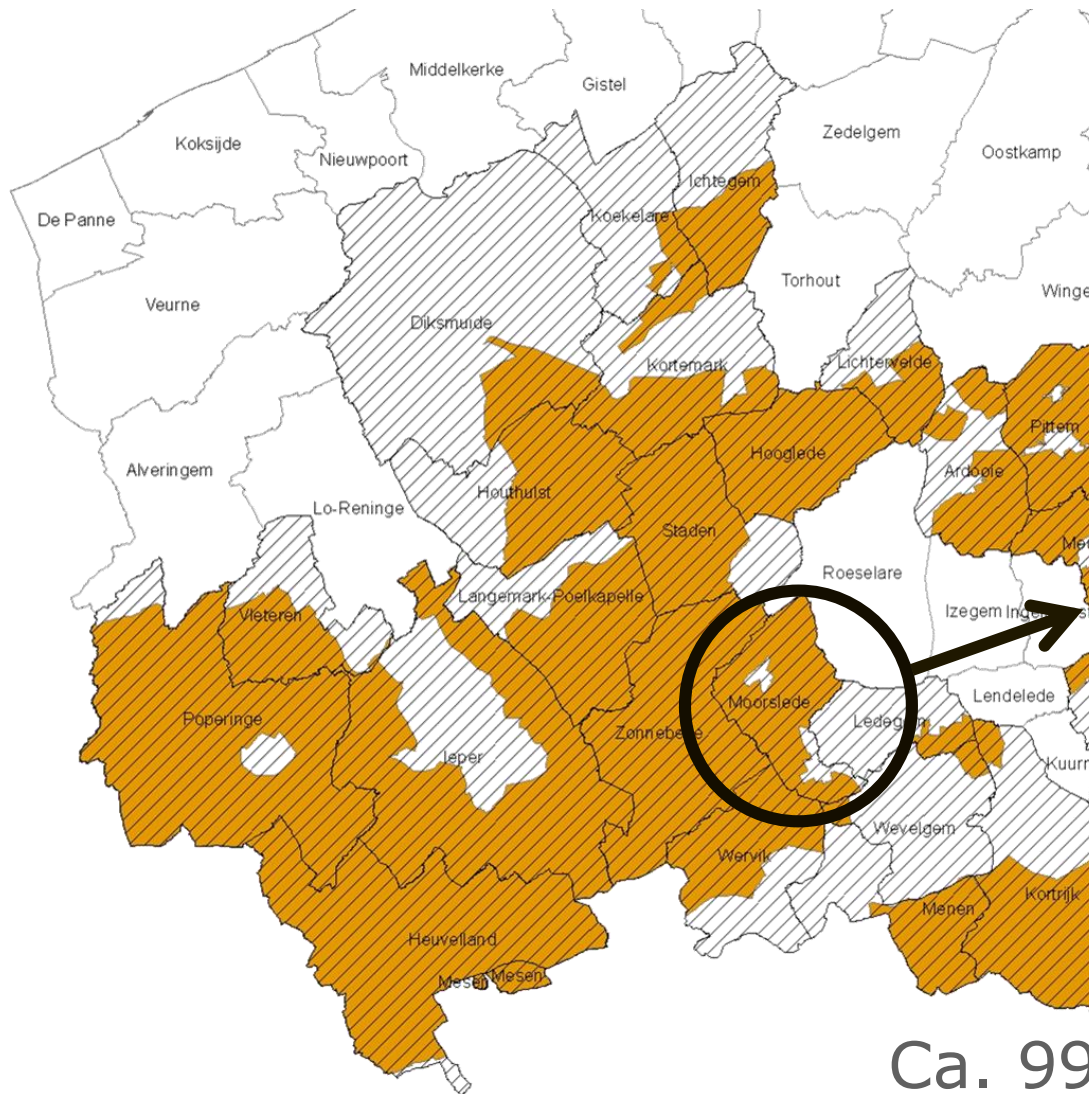 Middelkerke
Gistel
Zedelgem
Koksijde
Nieuwpoort
Oostkamp
Ichtegem
De Panne
Koekelare
Torhout
Veurne
Winge
Diksmuide
Kortemark
Lichtervelde
Pittem
Hooglede
Alveringem
Ardooie
Houthulst
Lo-Reninge
Staden
Roeselare
Langemark-Poelkapelle
Vleteren
Izegem
Lendelede
Moorslede
Poperinge
Ledegem
Zonnebeke
Ieper
Kuurn
Wevelgem
Wervik
Kortrijk
Menen
Heuvelland
Mesen
Mesen
Ca. 99